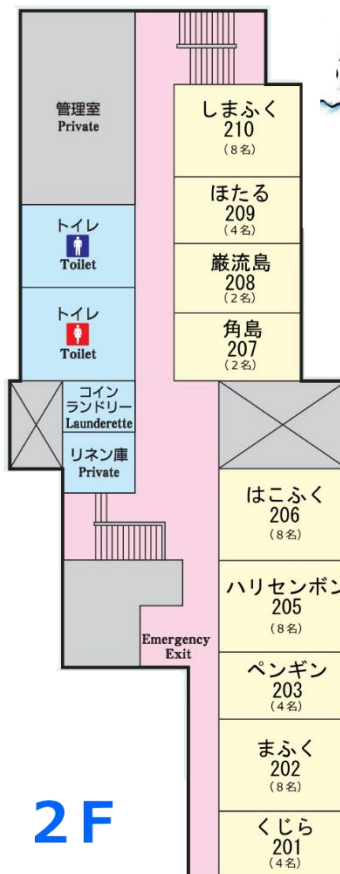 管理室
Private
しまふく
210
(8名)
ほたる
209
(4名)
トイレ
Toilet
巌流島
208
(2名)
トイレ
Toilet
角島
207
(2名)
コイン
ランドリー
Launderette
リネン庫
Private
はこふく
206
(8名)
ハリセンボン
205
(8名)
Emergency
Exit
ペンギン
203
(4名)
まふく
202
(8名)
くじら
201
(4名)
2F